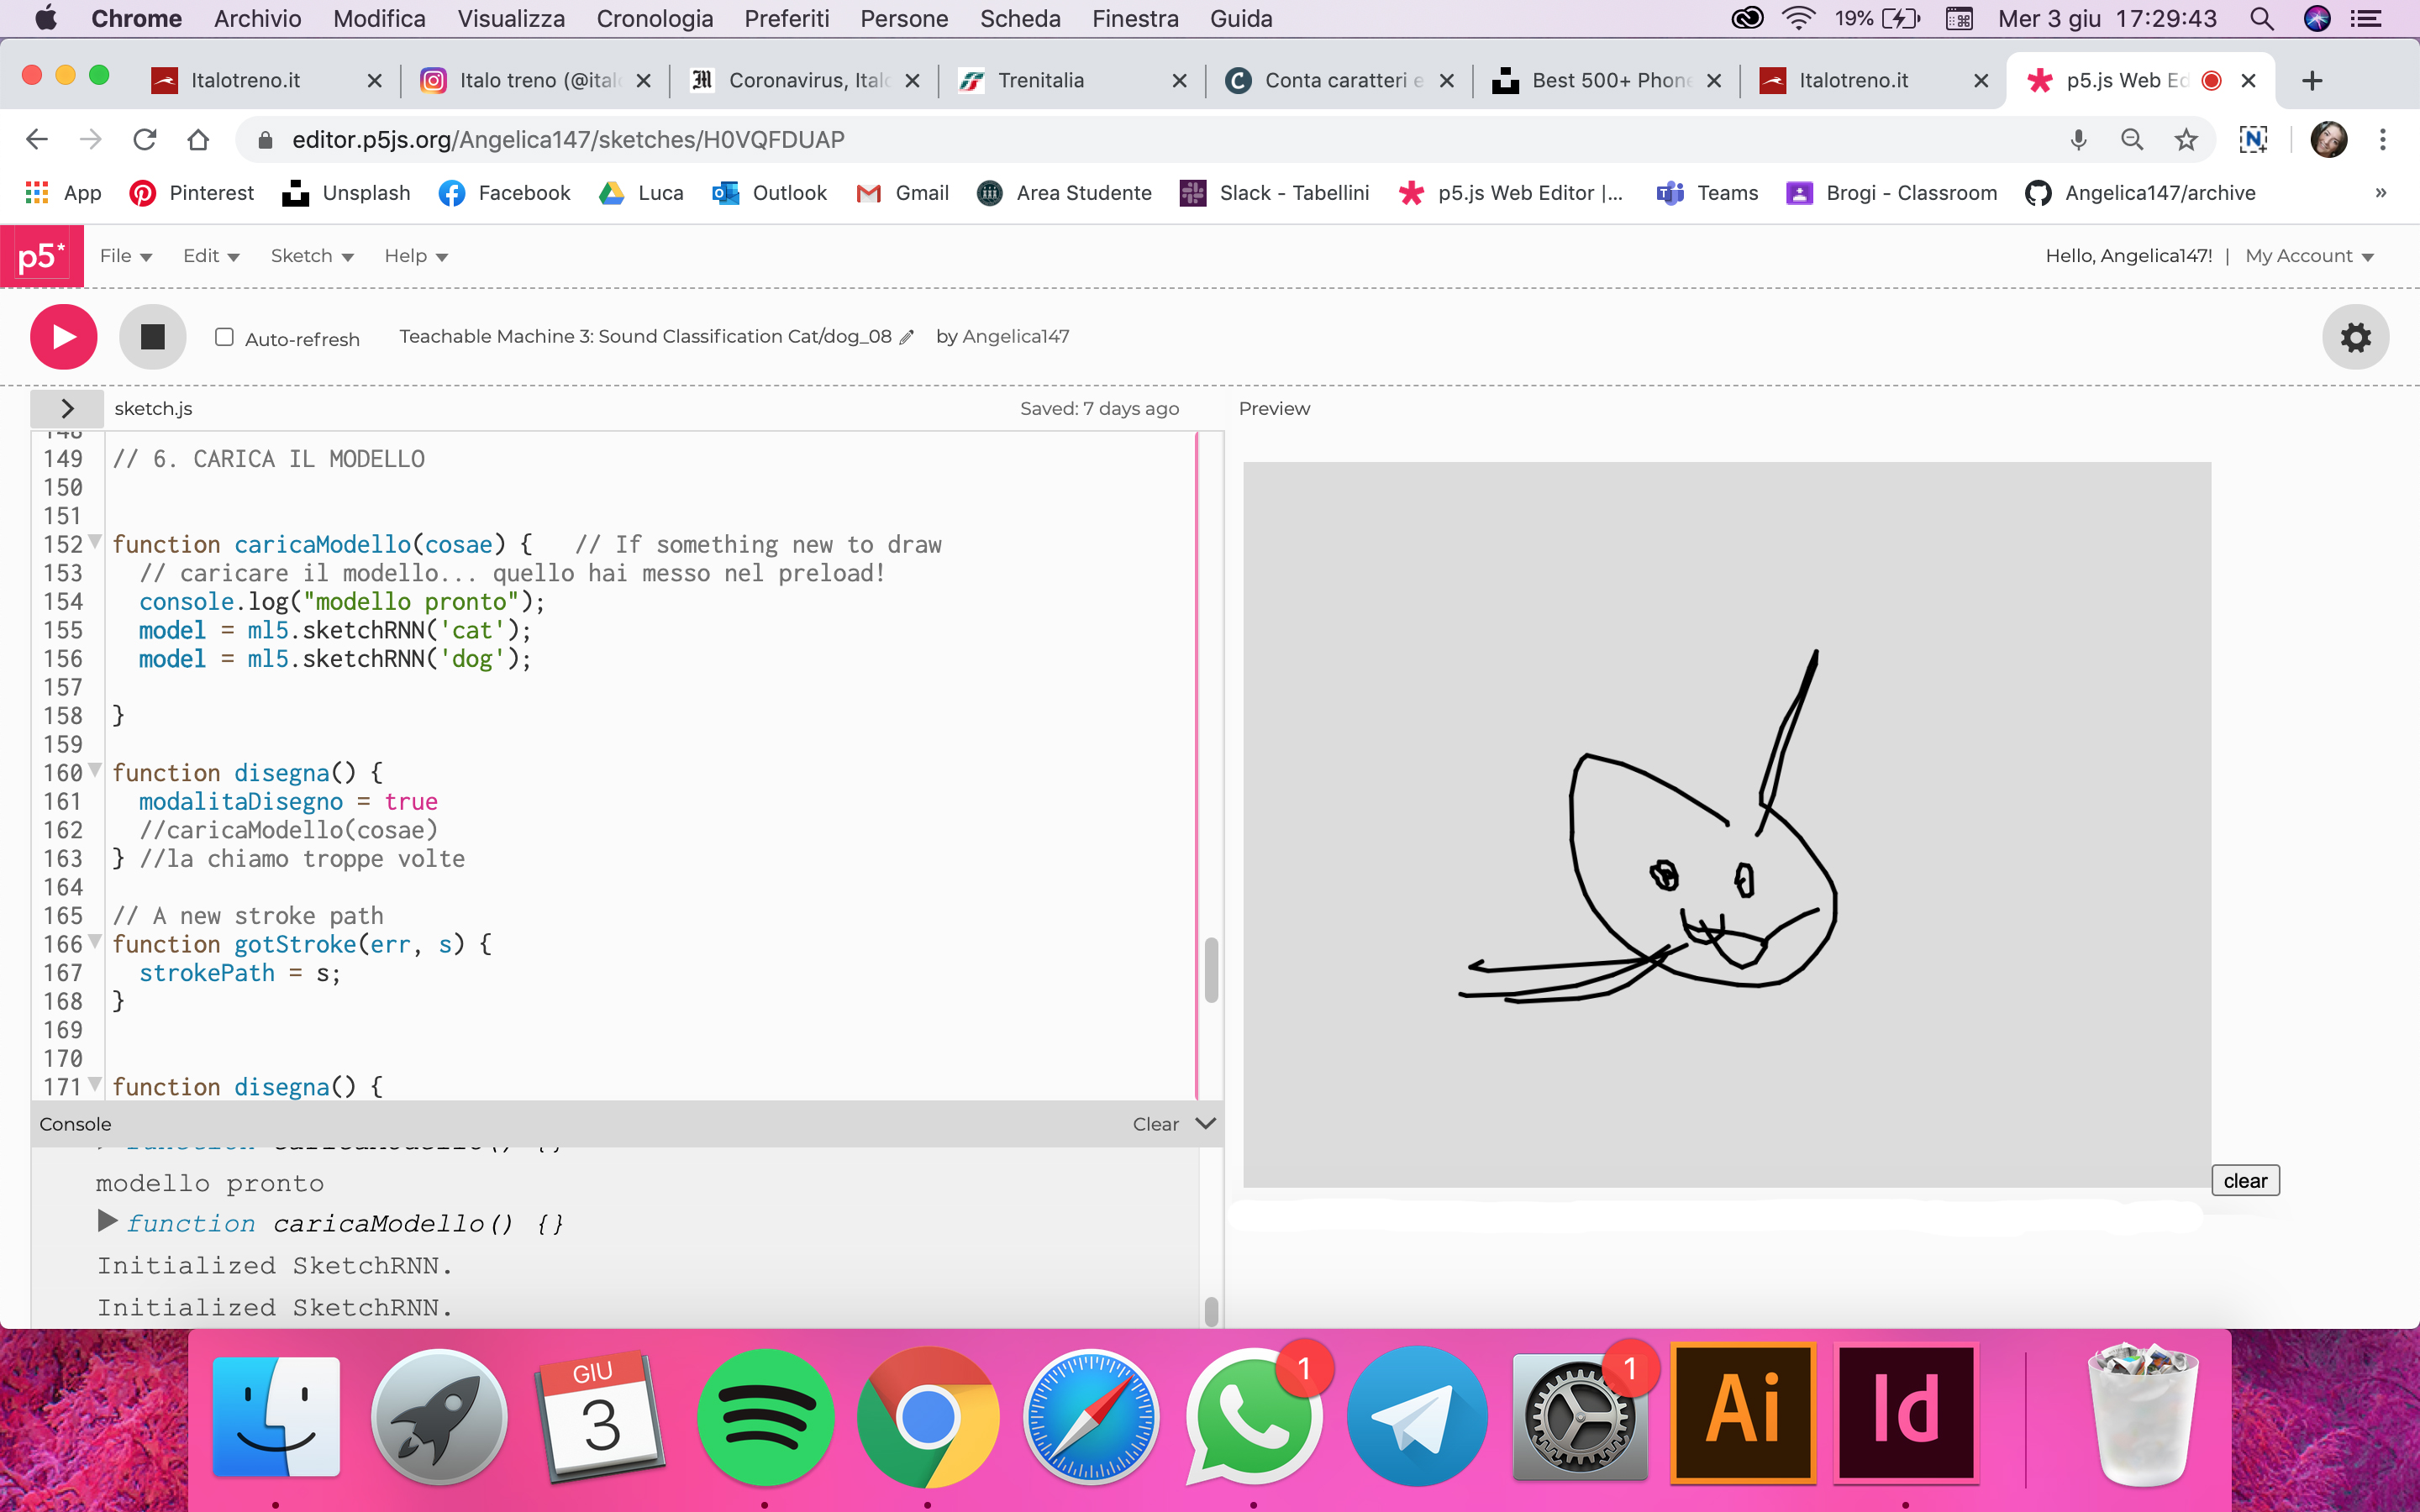 Chrome Archivio Modifica Visualizza Cronologia Preferiti Persone Scheda Finestra Guida 19% Mer 3 giu 17:29:43
Italotreno.it Italo treno (@ital Coronavirus, Italo Trenitalia Conta caratteri e Best 500+ Phone Italotreno.it p5.js Web Ed
editor.p5js.org/Angelica147/sketches/H0VQFDUAP
App Pinterest Unsplash Facebook Luca Outlook Gmail Area Studente Slack - Tabellini p5.js Web Editor |... Teams Brogi - Classroom Angelica147/archive »
p5* File Edit Sketch Help Hello, Angelica147! | My Account
Auto-refresh Teachable Machine 3: Sound Classification Cat/dog_08 by Angelica147
> sketch.js Saved: 7 days ago Preview
148
149 // 6. CARICA IL MODELLO
150
151
152 function caricaModello(cosae) { // If something new to draw
153 // caricare il modello... quello hai messo nel preload!
154 console.log("modello pronto");
155 model = ml5.sketchRNN('cat');
156 model = ml5.sketchRNN('dog');
157
158 }
159
160 function disegna() {
161 modalitaDisegno = true
162 //caricaModello(cosae)
163 } //la chiamo troppe volte
164
165 // A new stroke path
166 function gotStroke(err, s) {
167 strokePath = s;
168 }
169
170
171 function disegna() {
Console Clear
function caricaModello() {}
modello pronto
function caricaModello() {}
Initialized SketchRNN.
Initialized SketchRNN.
clear
GIU
3
1
1
Ai
Id